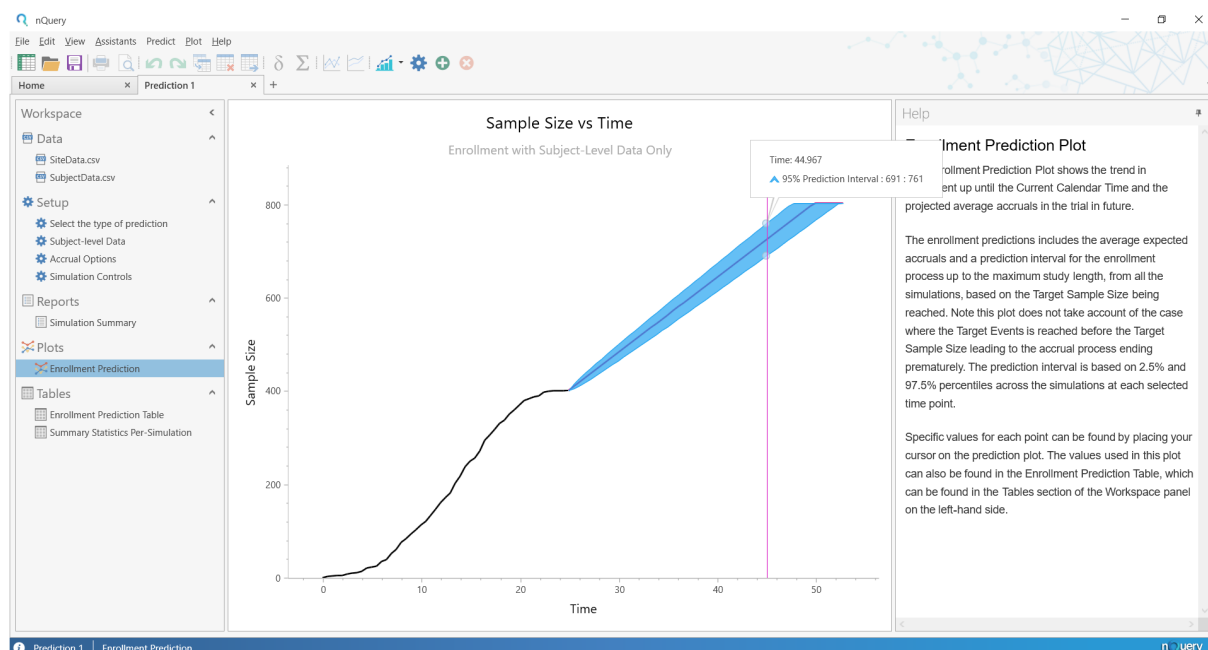 nQuery
File Edit View Assistants Predict Plot Help
Home
Prediction 1
Workspace
Data
SiteData.csv
SubjectData.csv
Setup
Select the type of prediction
Subject-level Data
Accrual Options
Simulation Controls
Reports
Simulation Summary
Plots
Enrollment Prediction
Tables
Enrollment Prediction Table
Summary Statistics Per-Simulation
Sample Size vs Time
Enrollment with Subject-Level Data Only
Time: 44.967
95% Prediction Interval : 691 : 761
Sample Size
800
600
400
200
0
0 10 20 30 40 50
Time
Help
Prediction Plot
Prediction Plot shows the trend in
up until the Current Calendar Time and the
projected average accruals in the trial in future.
The enrollment predictions includes the average expected
accruals and a prediction interval for the enrollment
process up to the maximum study length, from all the
simulations, based on the Target Sample Size being
reached. Note this plot does not take account of the case
where the Target Events is reached before the Target
Sample Size leading to the accrual process ending
prematurely. The prediction interval is based on 2.5% and
97.5% percentiles across the simulations at each selected
time point.
Specific values for each point can be found by placing your
cursor on the prediction plot. The values used in this plot
can also be found in the Enrollment Prediction Table, which
can be found in the Tables section of the Workspace panel
on the left-hand side.
Prediction 1 | Enrollment Prediction